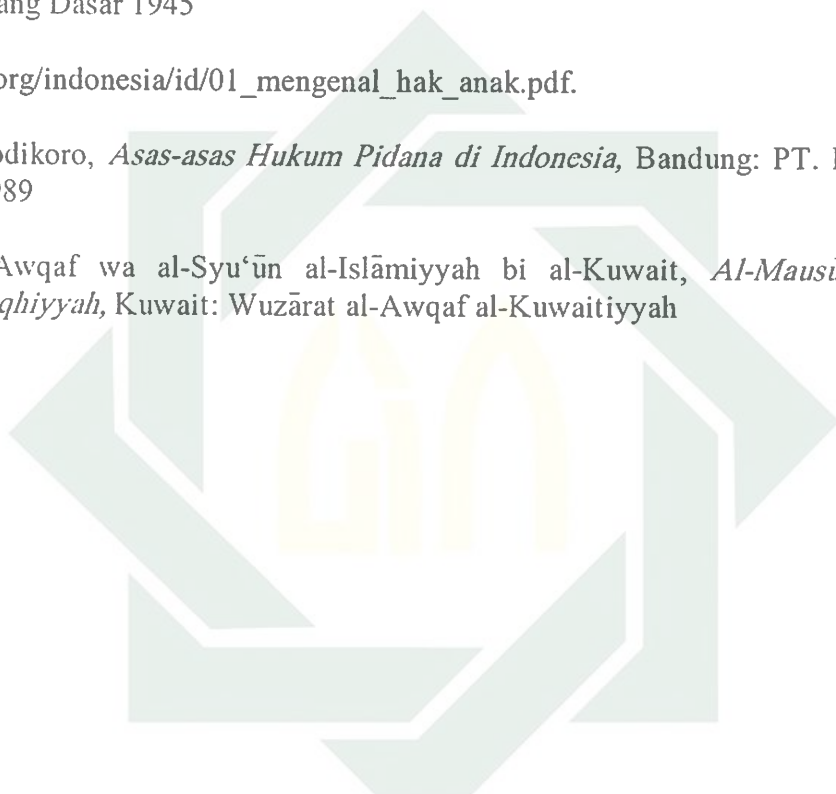 ang Dasar 1945
org/indonesia/id/01_mengenal_hak_anak.pdf.
odikoro, Asas-asas Hukum Pidana di Indonesia, Bandung: PT.
989
Awqaf wa al-Syu‘ūn al-Islāmiyyah bi al-Kuwait, Al-Mausū
qhiyyah, Kuwait: Wuzārat al-Awqaf al-Kuwaitiyyah